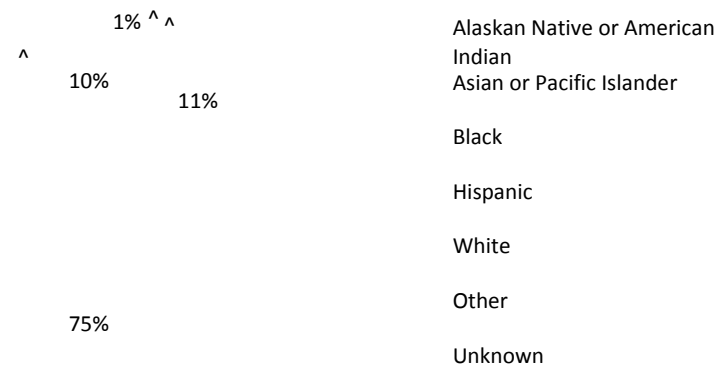 1% ^ ^
^
10%
11%
75%
Alaskan Native or American
Indian
Asian or Pacific Islander
Black
Hispanic
White
Other
Unknown